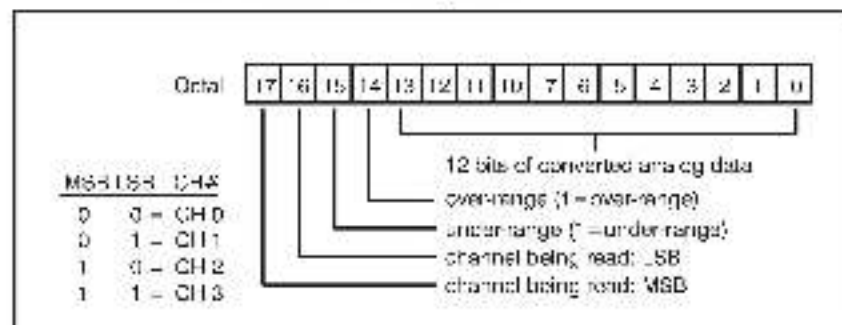 Octal 17 16 15 14 13 12 11 10 7 6 5 4 3 2 1 0
12 bits of converted analog data
MSB LSB CH#
over-range (1 = over-range)
0 0 = CH 0
under-range (1 = under-range)
0 1 = CH 1
channel being read: LSB
1 0 = CH 2
channel being read: MSB
1 1 = CH 3